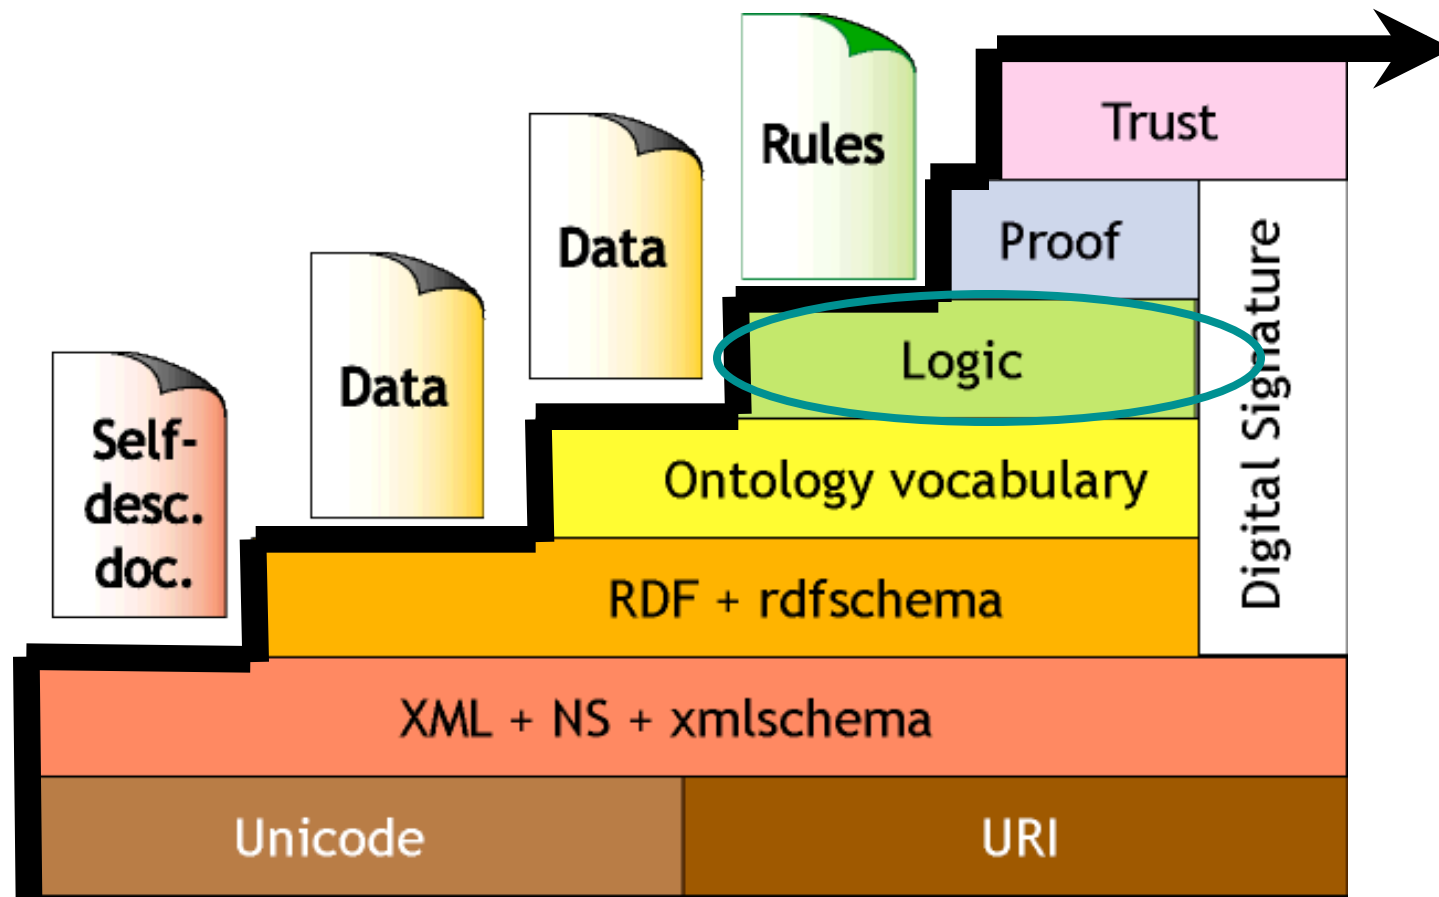 Rules
Trust
Data
Proof
Data
Logic
Self-
desc.
doc.
Ontology vocabulary
Digital Signature
RDF + rdfschema
XML + NS + xmlschema
Unicode
URI